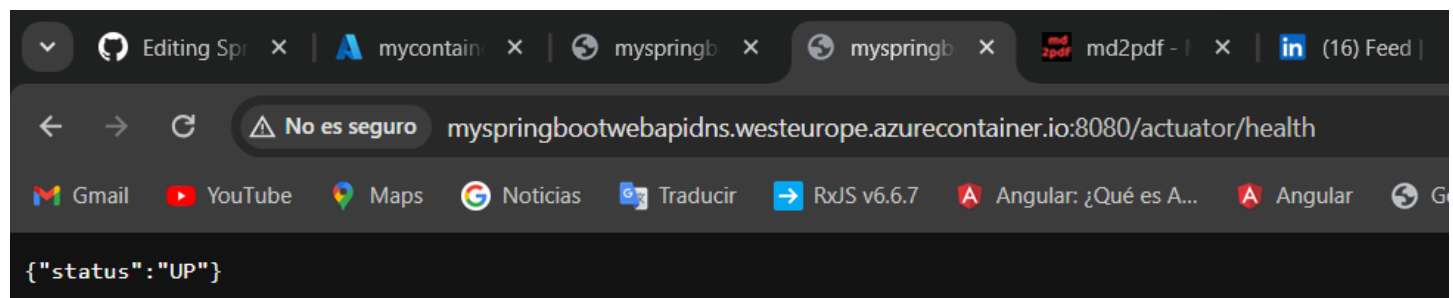 Editing Spr mycontain myspringb myspringb md2pdf - (16) Feed |
No es seguro myspringbootwebapidns.westeurope.azurecontainer.io:8080/actuator/health
Gmail YouTube Maps Noticias Traducir RxJS v6.6.7 Angular: ¿Qué es A... Angular
{"status":"UP"}